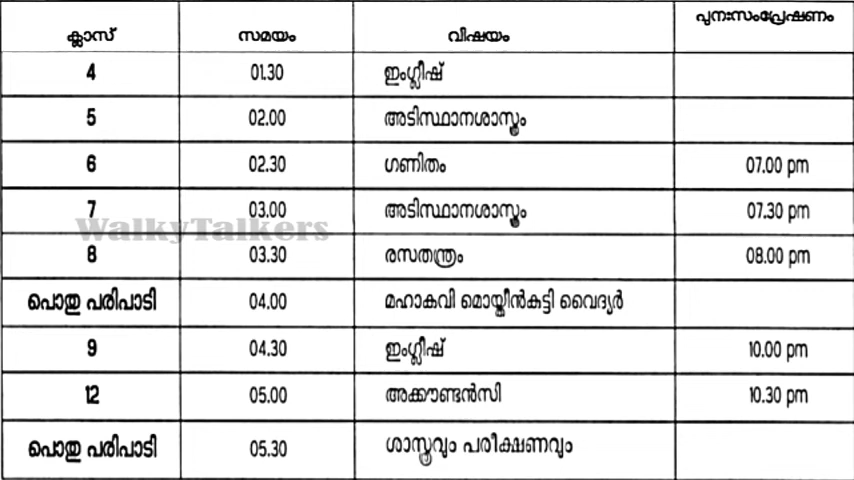 ക്ലാസ് സമയം വീഷയം പുനഃസംപ്രേഷണം
4 01.30 ഇംഗ്ലീഷ്
5 02.00 അടിസ്ഥാനശാസ്ത്രം
6 02.30 ഗണിതം 07.00 pm
7 03.00 അടിസ്ഥാനശാസ്ത്രം 07.30 pm
WalkyTalkers
8 03.30 രസതന്ത്രം 08.00 pm
പൊതു പരിപാടി 04.00 മഹാകവി മൊയ്തീൻകുട്ടി വൈദ്യർ
9 04.30 ഇംഗ്ലീഷ് 10.00 pm
12 05.00 അക്കൗണ്ടൻസി 10.30 pm
പൊതു പരിപാടി 05.30 ശാസ്ത്രവും പരീക്ഷണവും